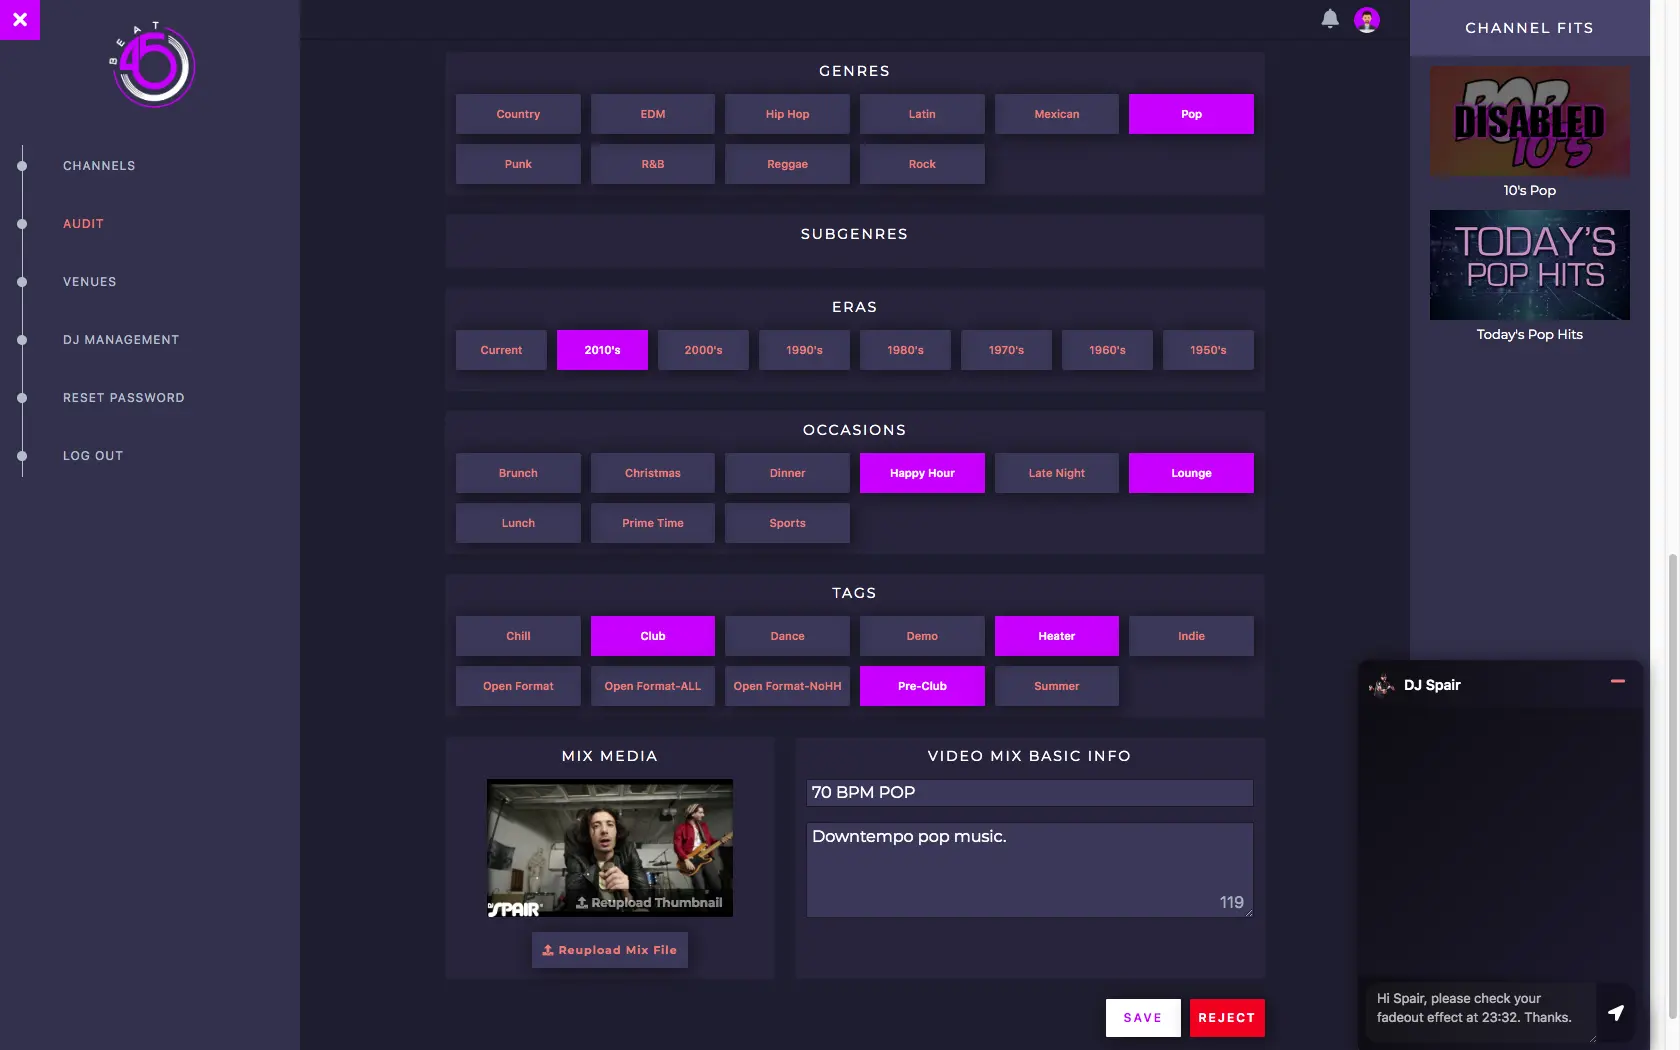 BEAT
45
CHANNELS
AUDIT
VENUES
DJ MANAGEMENT
RESET PASSWORD
LOG OUT
GENRES
Country
EDM
Hip Hop
Latin
Mexican
Pop
Punk
R&B
Reggae
Rock
SUBGENRES
ERAS
Current
2010's
2000's
1990's
1980's
1970's
1960's
1950's
OCCASIONS
Brunch
Christmas
Dinner
Happy Hour
Late Night
Lounge
Lunch
Prime Time
Sports
TAGS
Chill
Club
Dance
Demo
Heater
Indie
Open Format
Open Format-ALL
Open Format-NoHH
Pre-Club
Summer
MIX MEDIA
DJ SPAIR
Reupload Thumbnail
Reupload Mix File
VIDEO MIX BASIC INFO
70 BPM POP
Downtempo pop music.
119
SAVE
REJECT
CHANNEL FITS
POP
DISABLED
10'S
10's Pop
TODAY'S
POP HITS
Today's Pop Hits
DJ Spair
Hi Spair, please check your
fadeout effect at 23:32. Thanks.